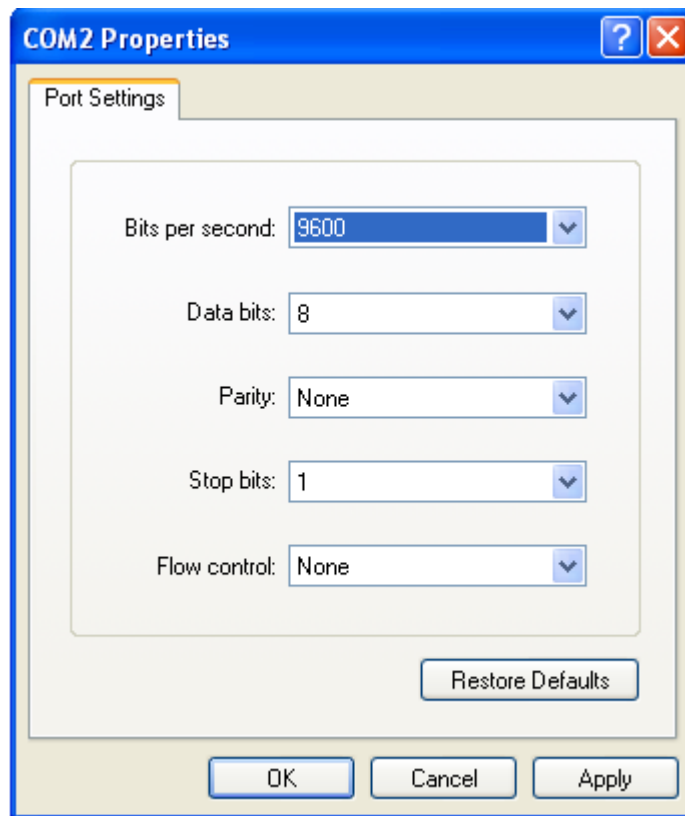 COM2 Properties
Port Settings
Bits per second: 9600
Data bits: 8
Parity: None
Stop bits: 1
Flow control: None
Restore Defaults
OK Cancel Apply